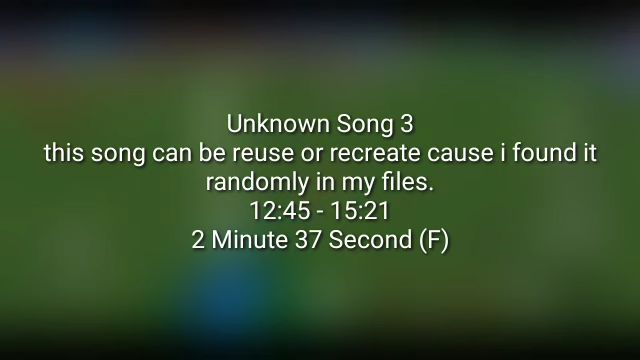 Unknown Song 3
this song can be reuse or recreate cause i found it
randomly in my files.
12:45 - 15:21
2 Minute 37 Second (F)